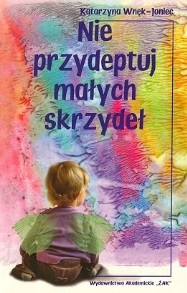 Katarzyna Wnęk-Joniec
Nie
przydeptuj
małych
skrzydeł
Wydawnictwo Akademickie „ŻAK"